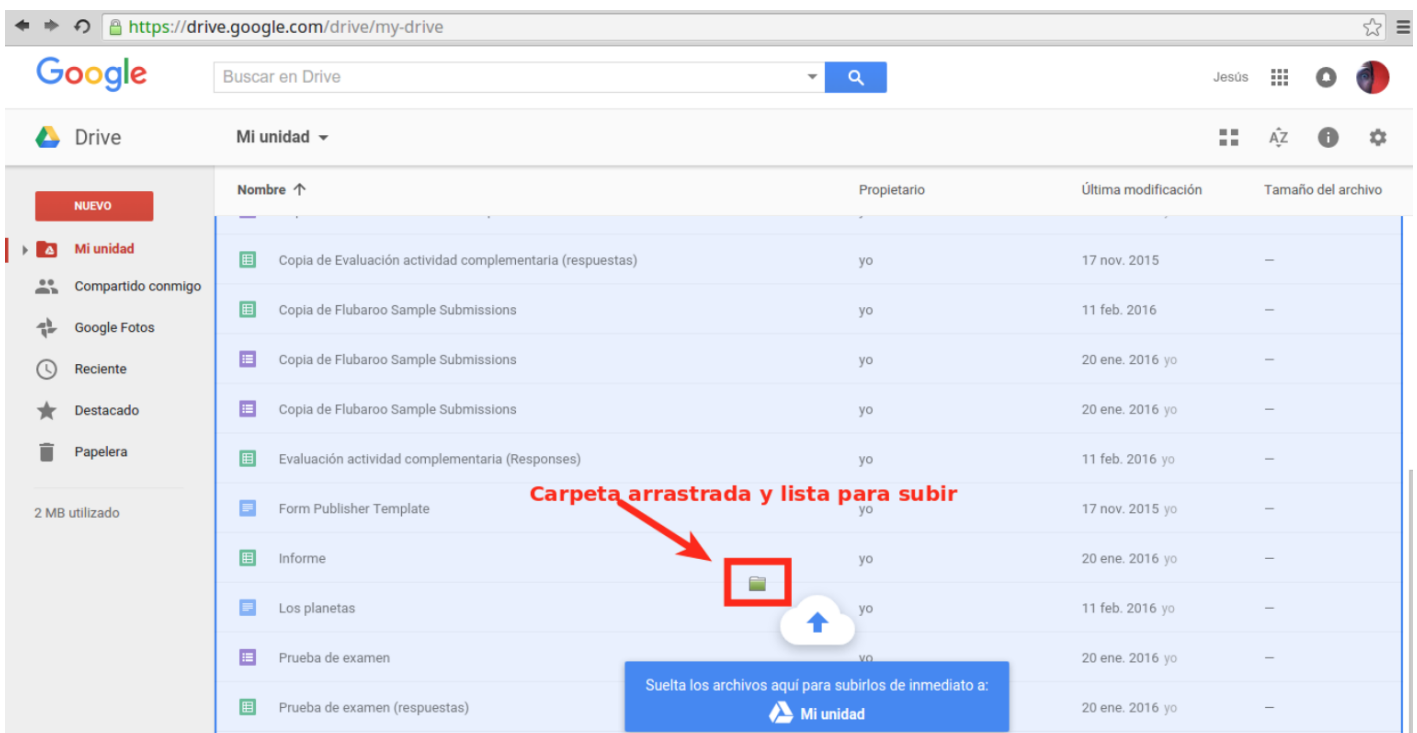 https://drive.google.com/drive/my-drive
Google
Buscar en Drive
Jesús
Drive
Mi unidad
AZ
NUEVO
Mi unidad
Compartido conmigo
Google Fotos
Reciente
Destacado
Papelera
2 MB utilizado
Nombre Propietario Última modificación Tamaño del archivo
Copia de Evaluación actividad complementaria (respuestas) yo 17 nov. 2015 –
Copia de Flubaroo Sample Submissions yo 11 feb. 2016 –
Copia de Flubaroo Sample Submissions yo 20 ene. 2016 yo –
Copia de Flubaroo Sample Submissions yo 20 ene. 2016 yo –
Evaluación actividad complementaria (Responses) yo 11 feb. 2016 yo –
Carpeta arrastrada y lista para subir
Form Publisher Template yo 17 nov. 2015 yo –
Informe yo 20 ene. 2016 yo –
Los planetas yo 11 feb. 2016 yo –
Prueba de examen yo 20 ene. 2016 yo –
Suelta los archivos aquí para subirlos de inmediato a:
Mi unidad
Prueba de examen (respuestas) 20 ene. 2016 yo –